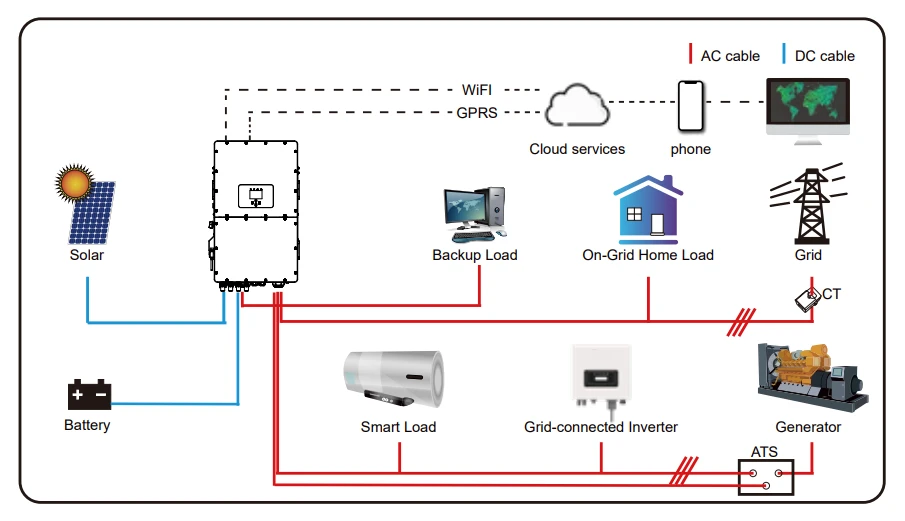 AC cable
DC cable
WiFI
GPRS
Cloud services
phone
Solar
Backup Load
On-Grid Home Load
Grid
CT
Battery
Smart Load
Grid-connected Inverter
Generator
ATS